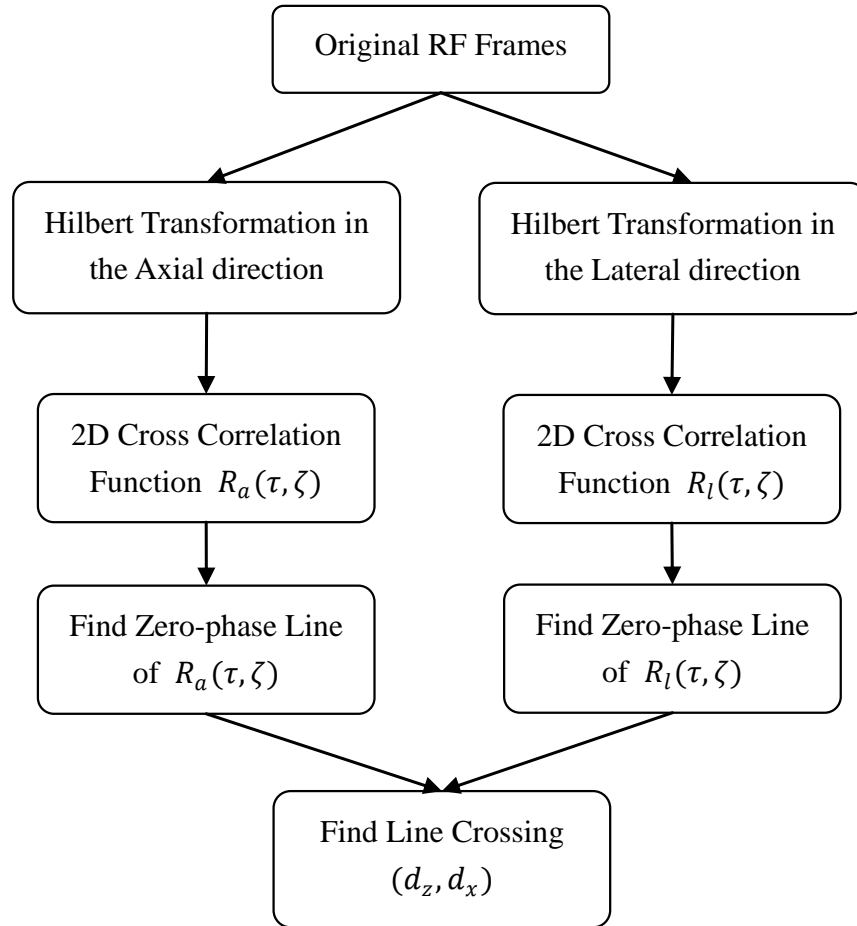 Original RF Frames
Hilbert Transformation in
the Axial direction
Hilbert Transformation in
the Lateral direction
2D Cross Correlation
Function R_a(τ, ζ)
2D Cross Correlation
Function R_l(τ, ζ)
Find Zero-phase Line
of R_a(τ, ζ)
Find Zero-phase Line
of R_l(τ, ζ)
Find Line Crossing
(d_z, d_x)